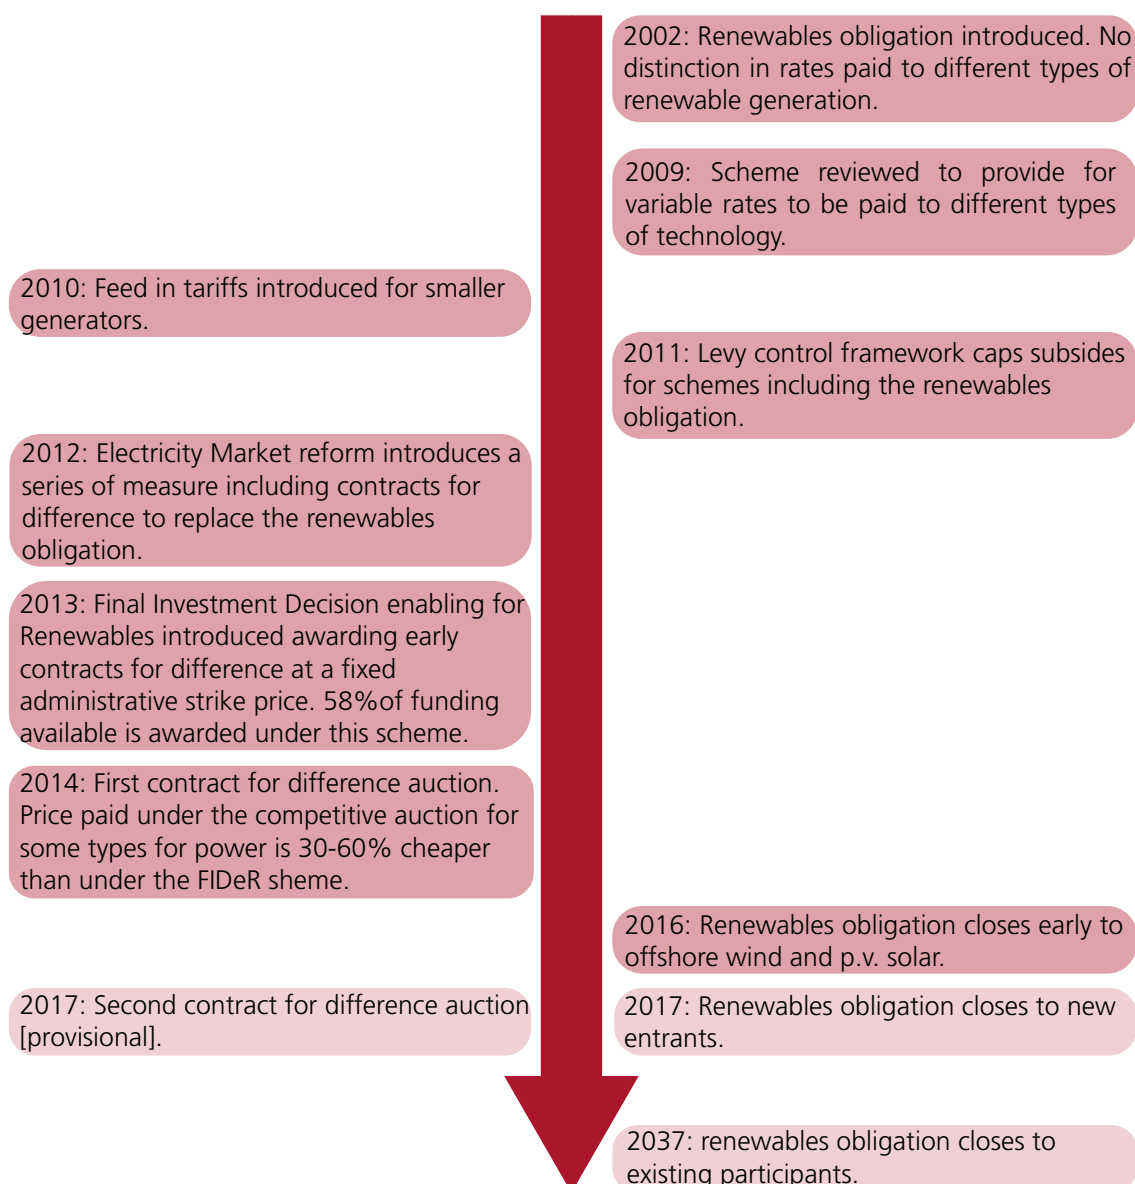 2002: Renewables obligation introduced. No
distinction in rates paid to different types of
renewable generation.
2009: Scheme reviewed to provide for
variable rates to be paid to different types
of technology.
2010: Feed in tariffs introduced for smaller
generators.
2011: Levy control framework caps subsides
for schemes including the renewables
obligation.
2012: Electricity Market reform introduces a
series of measure including contracts for
difference to replace the renewables
obligation.
2013: Final Investment Decision enabling for
Renewables introduced awarding early
contracts for difference at a fixed
administrative strike price. 58%of funding
available is awarded under this scheme.
2014: First contract for difference auction.
Price paid under the competitive auction for
some types for power is 30-60% cheaper
than under the FIDeR sheme.
2016: Renewables obligation closes early to
offshore wind and p.v. solar.
2017: Second contract for difference auction
[provisional].
2017: Renewables obligation closes to new
entrants.
2037: renewables obligation closes to
existing participants.